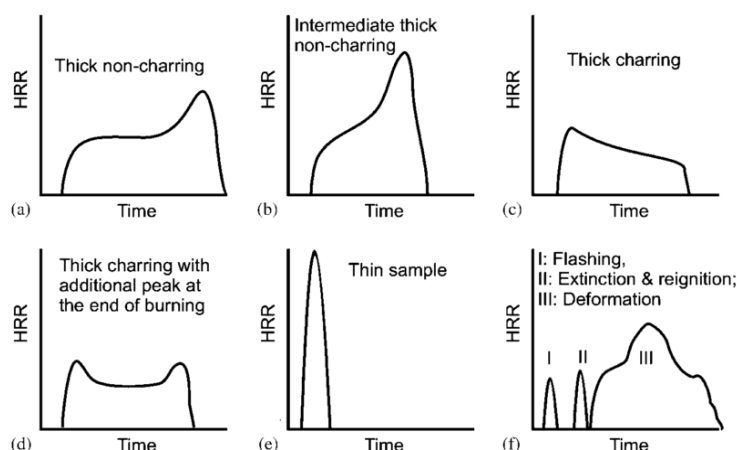 Thick non-charring
HRR
(a)
Time
Intermediate thick
non-charring
HRR
(b)
Time
Thick charring
HRR
(c)
Time
Thick charring with
additional peak at
the end of burning
HRR
(d)
Time
Thin sample
HRR
(e)
Time
I: Flashing,
II: Extinction & reignition;
III: Deformation
HRR
I II III
(f)
Time